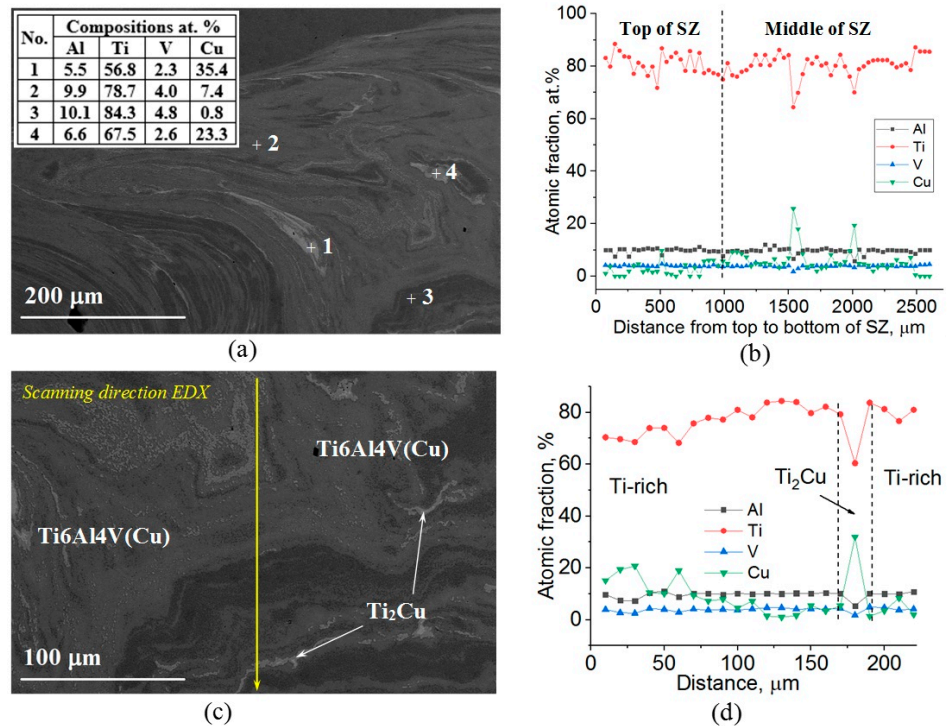 No. Compositions at. %
Al Ti V Cu
1 5.5 56.8 2.3 35.4
2 9.9 78.7 4.0 7.4
3 10.1 84.3 4.8 0.8
4 6.6 67.5 2.6 23.3
+ 2
+ 4
+ 1
+ 3
200 μm
(a)
Top of SZ Middle of SZ
Atomic fraction, at.%
100
80
60
40
20
0
Al
Ti
V
Cu
0 500 1000 1500 2000 2500
Distance from top to bottom of SZ, μm
(b)
Scanning direction EDX
Ti6Al4V(Cu)
Ti6Al4V(Cu)
Ti₂Cu
100 μm
(c)
Atomic fraction, %
80
60
40
20
0
Ti-rich Ti₂Cu Ti-rich
Al
Ti
V
Cu
0 50 100 150 200
Distance, μm
(d)